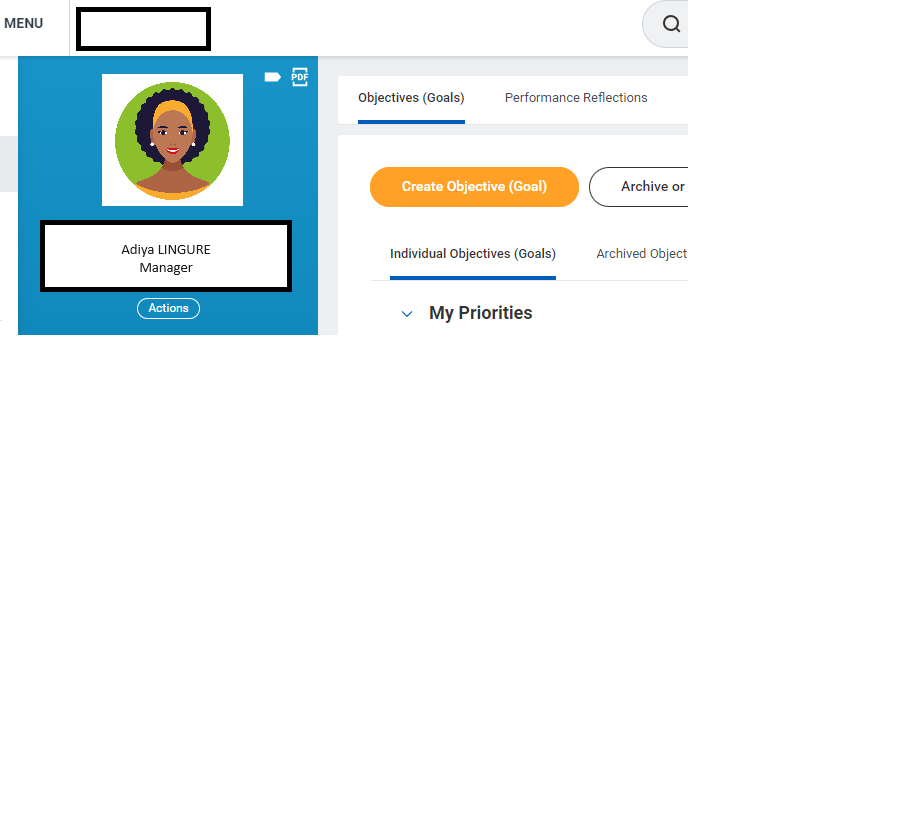 MENU
PDF
Objectives (Goals)
Performance Reflections
Create Objective (Goal)
Archive or
Adiya LINGURE
Manager
Individual Objectives (Goals)
Archived Object
Actions
My Priorities